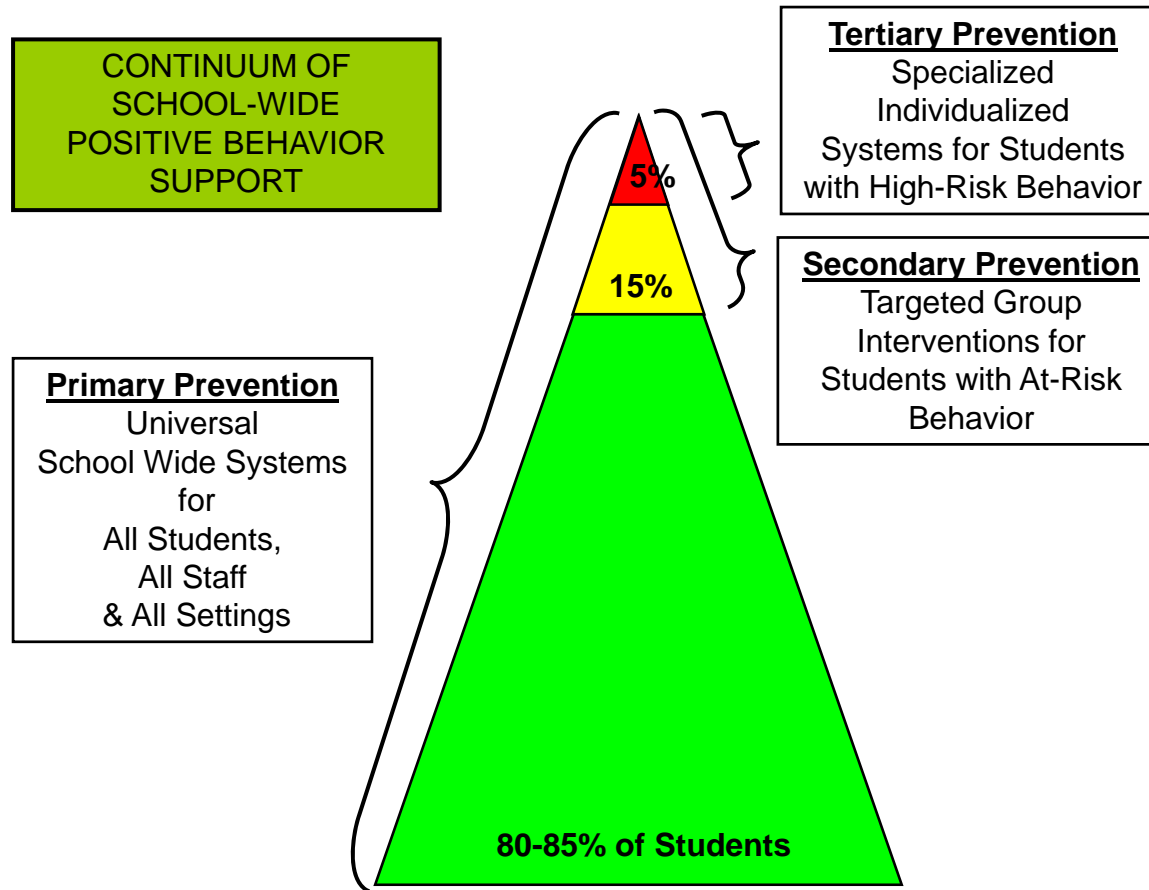 CONTINUUM OF
SCHOOL-WIDE
POSITIVE BEHAVIOR
SUPPORT
Tertiary Prevention
Specialized
Individualized
Systems for Students
with High-Risk Behavior
5%
Secondary Prevention
Targeted Group
Interventions for
Students with At-Risk
Behavior
15%
Primary Prevention
Universal
School Wide Systems
for
All Students,
All Staff
& All Settings
80-85% of Students